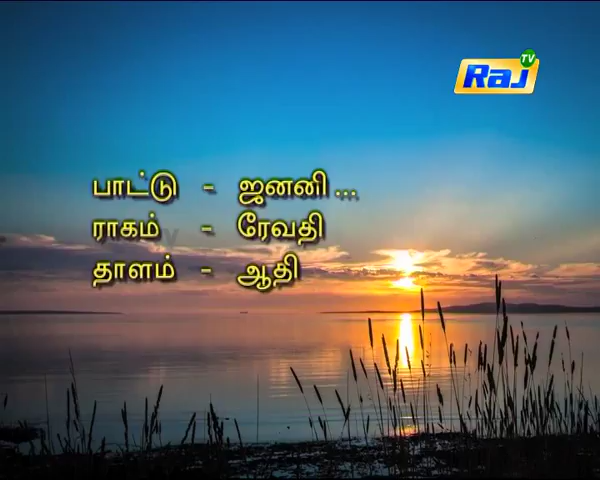 Raj TV
பாட்டு - ஜனனி ...
ராகம் - ரேவதி
தாளம் - ஆதி